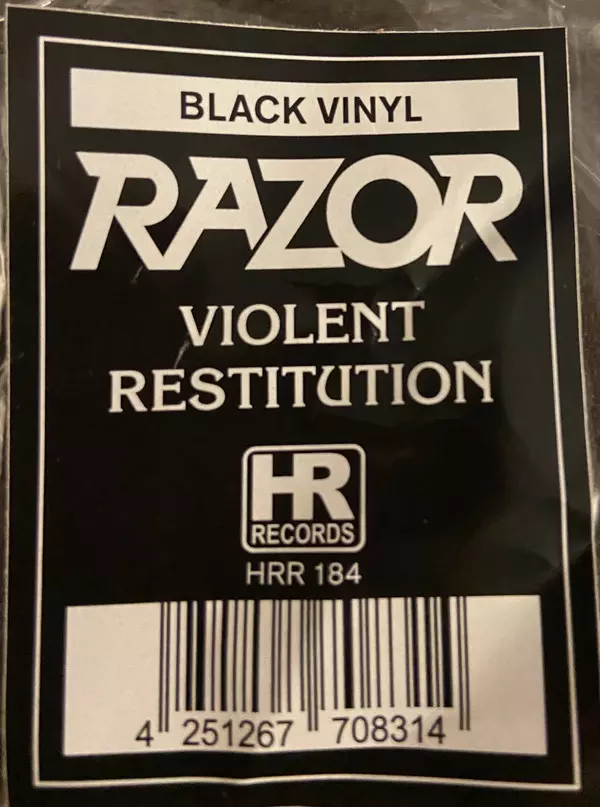 BLACK VINYL
RAZOR
VIOLENT
RESTITUTION
HR
RECORDS
HRR 184
4 251267 708314